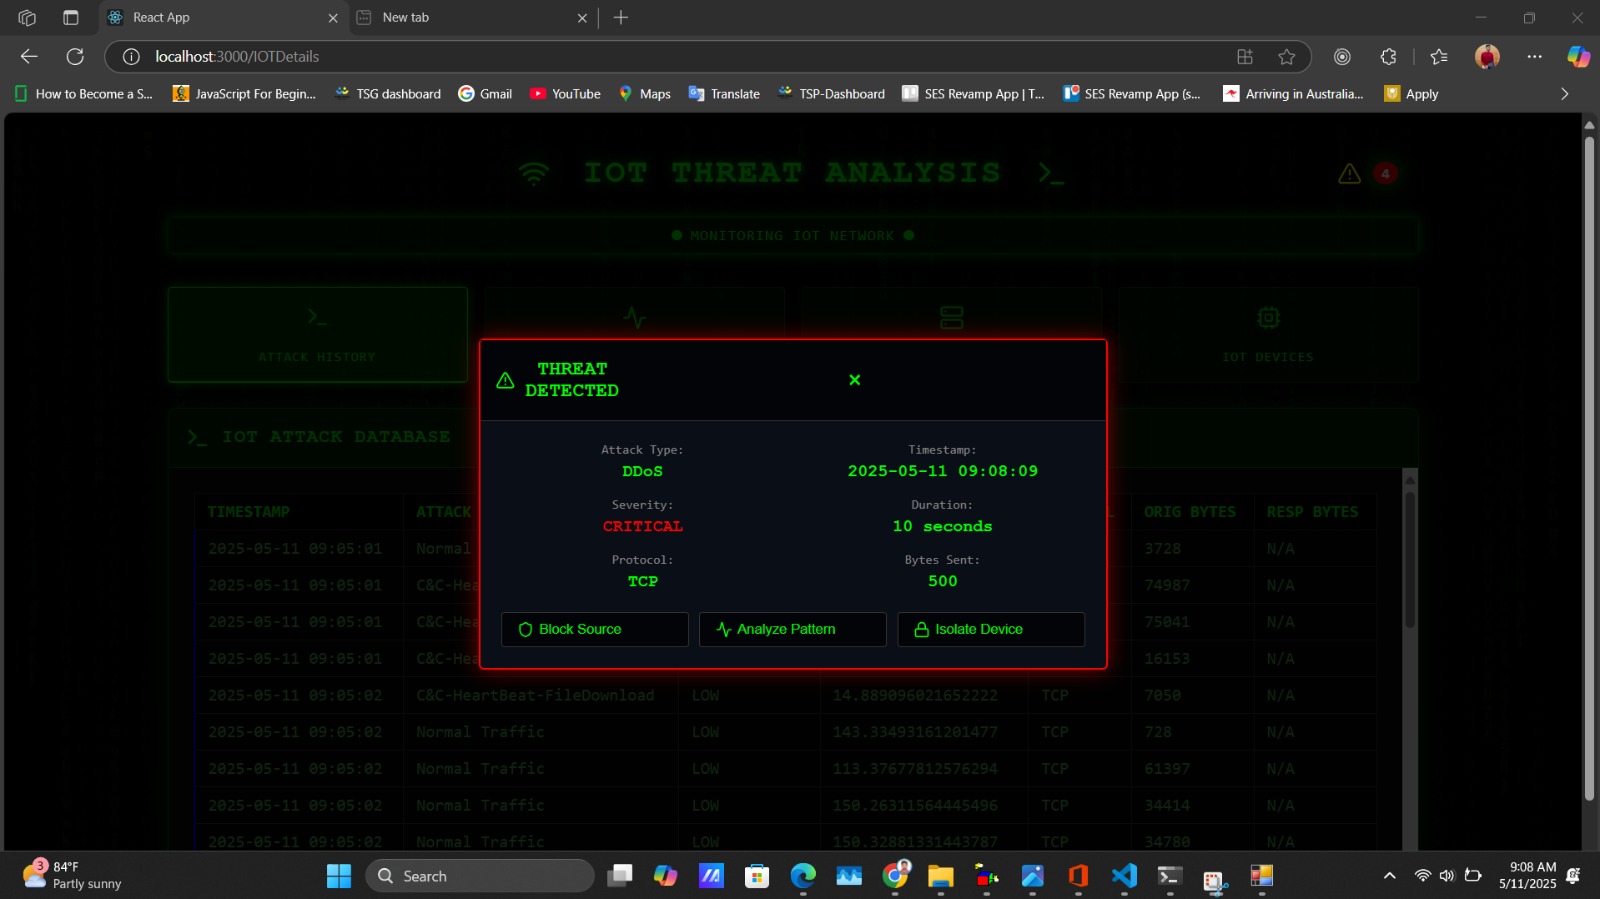 React App
New tab
localhost:3000/IOTDetails
How to Become a S...
JavaScript For Begin...
TSG dashboard
Gmail
YouTube
Maps
Translate
TSP-Dashboard
SES Revamp App | T...
SES Revamp App (s...
Arriving in Australia...
Apply
IOT THREAT ANALYSIS
4
MONITORING IOT NETWORK
ATTACK HISTORY
IOT DEVICES
THREAT
DETECTED
Attack Type:
DDoS
Timestamp:
2025-05-11 09:08:09
Severity:
CRITICAL
Duration:
10 seconds
Protocol:
TCP
Bytes Sent:
500
Block Source
Analyze Pattern
Isolate Device
IOT ATTACK DATABASE
TIMESTAMP ATTACK ORIG BYTES RESP BYTES
2025-05-11 09:05:01 Normal 3728 N/A
2025-05-11 09:05:01 C&C-Hea 74987 N/A
2025-05-11 09:05:01 C&C-Hea 75041 N/A
2025-05-11 09:05:01 C&C-Hea 16153 N/A
2025-05-11 09:05:02 C&C-HeartBeat-FileDownload LOW 14.889096021652222 TCP 7050 N/A
2025-05-11 09:05:02 Normal Traffic LOW 143.33493161201477 TCP 728 N/A
2025-05-11 09:05:02 Normal Traffic LOW 113.37677812576294 TCP 61397 N/A
2025-05-11 09:05:02 Normal Traffic LOW 150.26311564445496 TCP 34414 N/A
2025-05-11 09:05:02 Normal Traffic LOW 150.32881331443787 TCP 34780 N/A
3
84°F
Partly sunny
Search
9:08 AM
5/11/2025